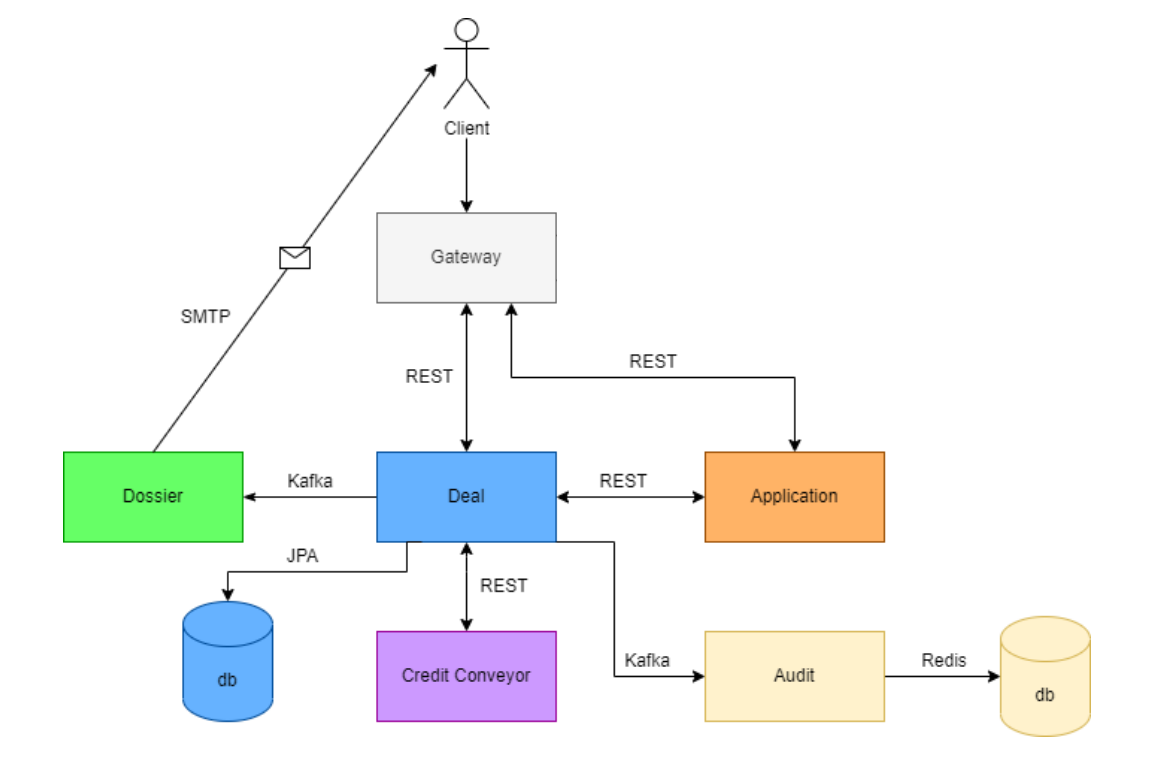 Client
Gateway
SMTP
REST
REST
Dossier
Kafka
Deal
REST
Application
JPA
REST
db
Credit Conveyor
Kafka
Audit
Redis
db